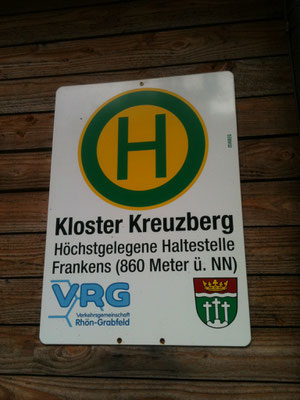 H
Kloster Kreuzberg
Höchstgelegene Haltestelle
Frankens (860 Meter ü. NN)
VRG
Verkehrsgemeinschaft
Rhön-Grabfeld